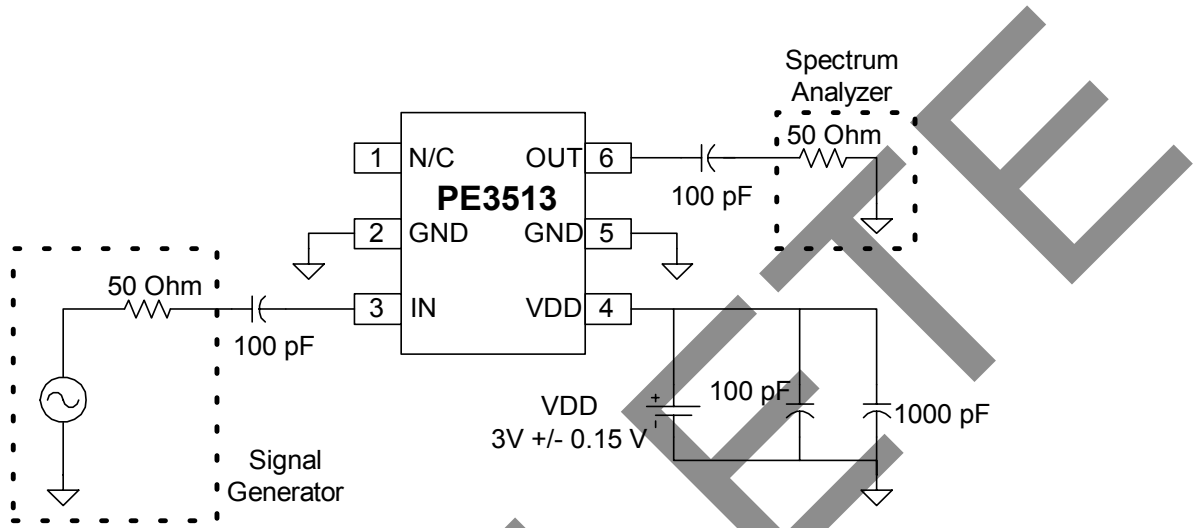 Spectrum
Analyzer
50 Ohm
1 N/C OUT 6
100 pF
PE3513
2 GND GND 5
50 Ohm
3 IN VDD 4
100 pF
100 pF
1000 pF
VDD
+
-
3V +/- 0.15 V
Signal
Generator
ETE